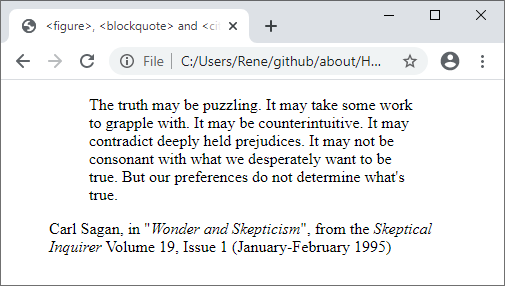 <figure>, <blockquote> and <ci
File | C:/Users/Rene/github/about/H...
The truth may be puzzling. It may take some work
to grapple with. It may be counterintuitive. It may
contradict deeply held prejudices. It may not be
consonant with what we desperately want to be
true. But our preferences do not determine what's
true.
Carl Sagan, in "Wonder and Skepticism", from the Skeptical
Inquirer Volume 19, Issue 1 (January-February 1995)